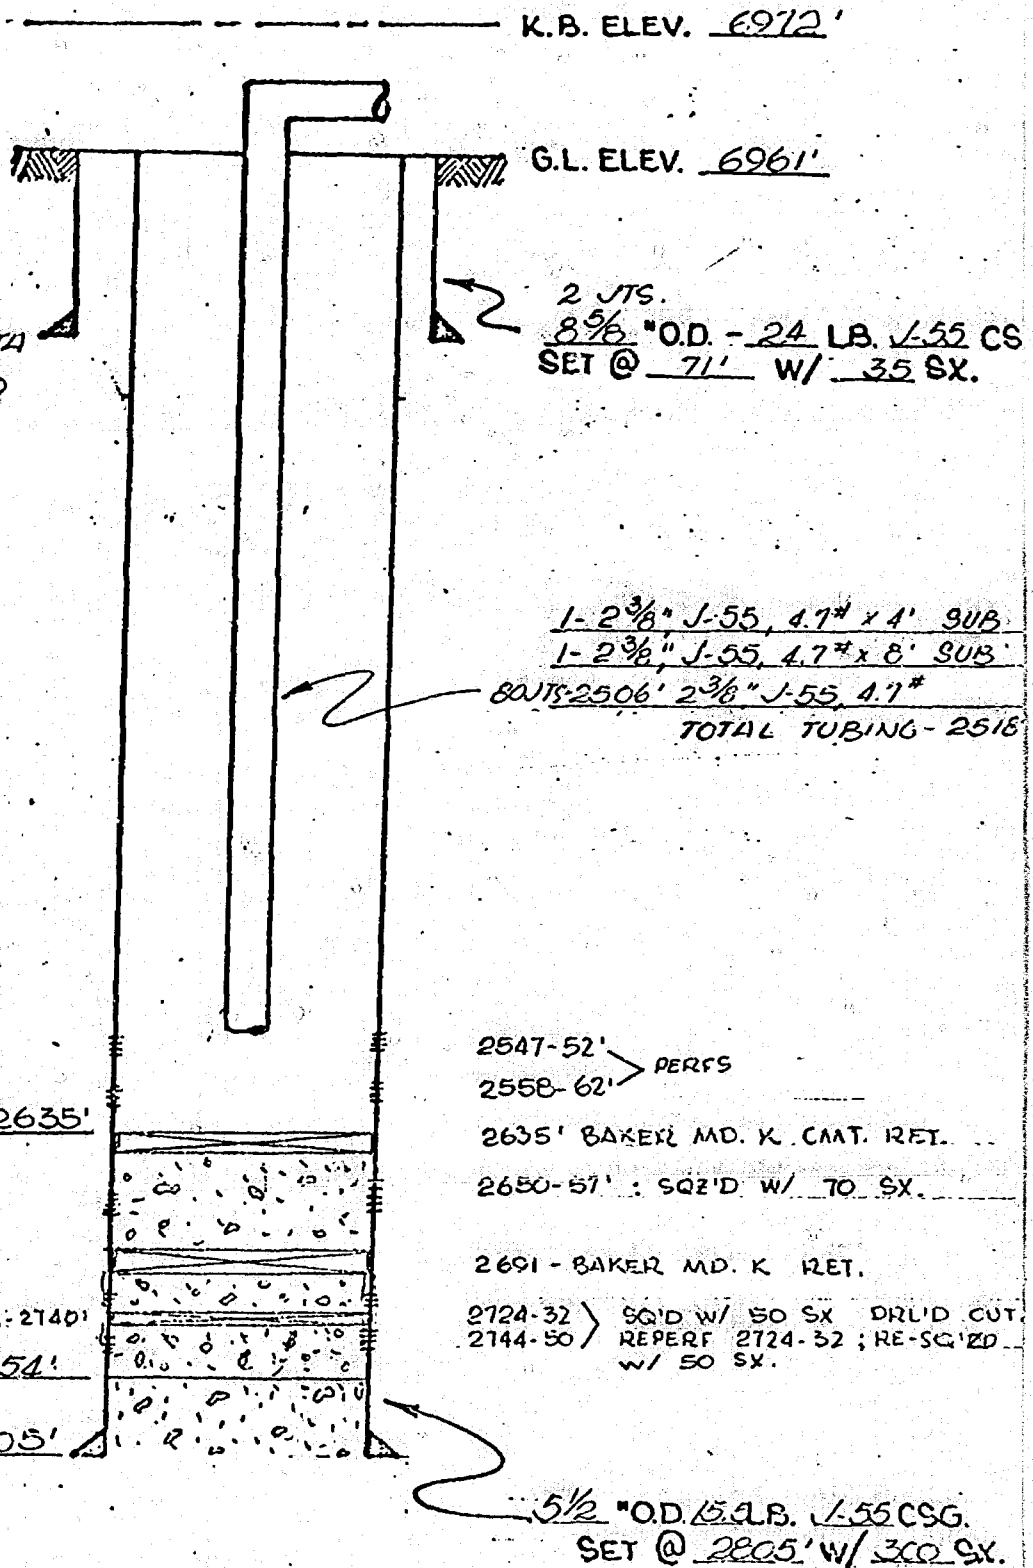 K.B. ELEV. 6972'
G.L. ELEV. 6961'
2 JTS.
8 5/8 "O.D. - 24 LB. J-55 CS
SET @ 71' W/ 35 SX.
1- 2 3/8" J-55, 4.7# x 4' SUB
1- 2 3/8" J-55, 4.7# x 8' SUB
80JTS-2506' 2 3/8" J-55, 4.7#
TOTAL TUBING - 2518'
2547-52'
PERFS
2558-62'
2635'
2635' BAKER MD. K CMT. RET.
2650-57' : SQZ'D W/ 70 SX.
2691 - BAKER MD. K RET.
2740'
2724-32 SQ'D W/ 50 SX DRL'D CUT.
2744-50 REPERF 2724-32 ; RE-SQ'ZD
W/ 50 SX.
54'
05'
5 1/2 "O.D. 15.5 LB. J-55 CSG.
SET @ 2805' W/ 300 SX.